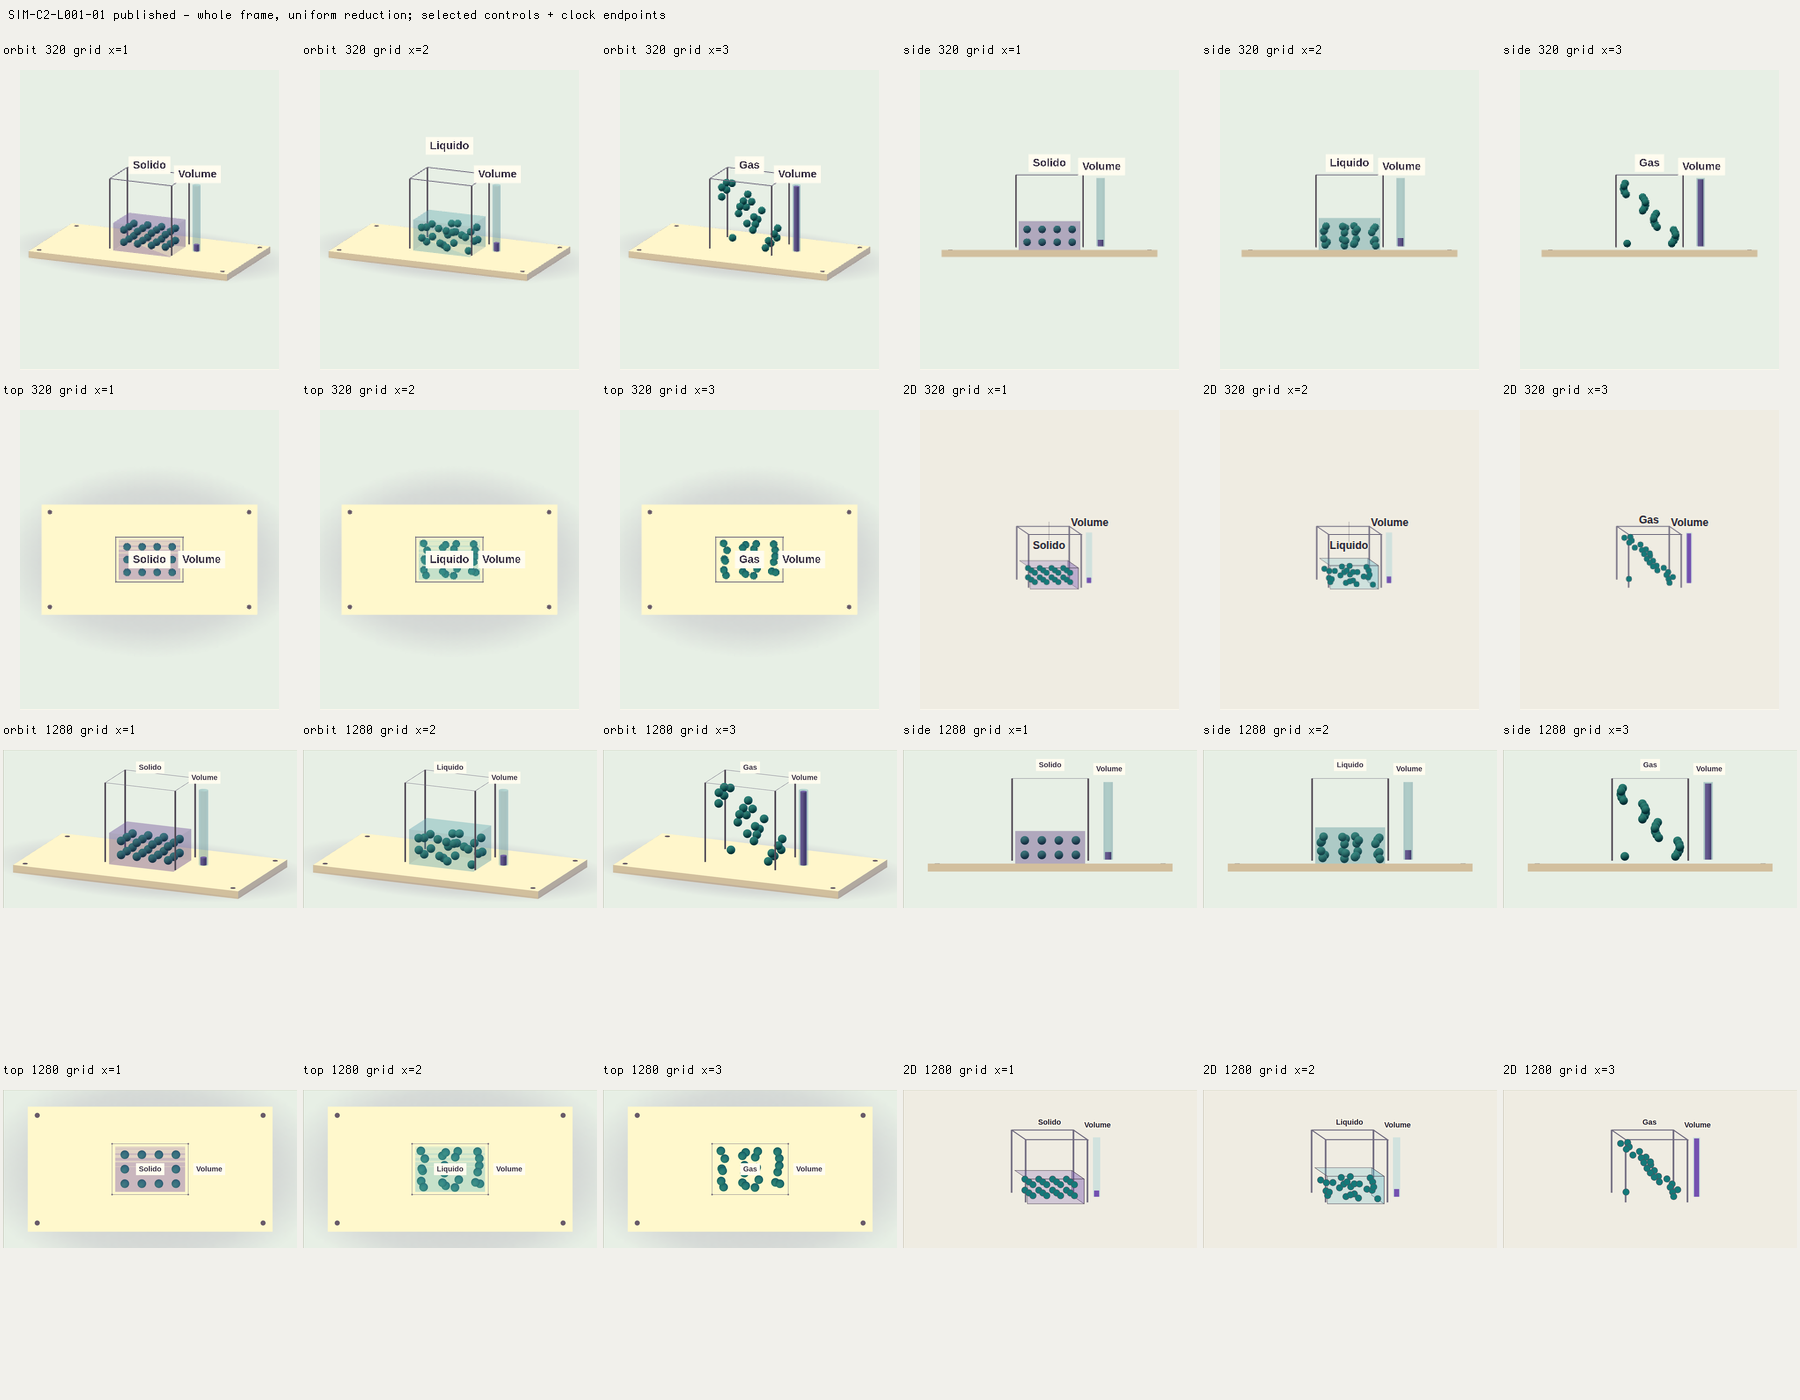 SIM-C2-L001-01 published — whole frame, uniform reduction; selected controls + clock endpoints
orbit 320 grid x=1
orbit 320 grid x=2
orbit 320 grid x=3
side 320 grid x=1
side 320 grid x=2
side 320 grid x=3
Solido
Volume
Liquido
Volume
Gas
Volume
Solido
Volume
Liquido
Volume
Gas
Volume
top 320 grid x=1
top 320 grid x=2
top 320 grid x=3
2D 320 grid x=1
2D 320 grid x=2
2D 320 grid x=3
Solido
Volume
Liquido
Volume
Gas
Volume
Solido
Volume
Liquido
Volume
Gas
Volume
orbit 1280 grid x=1
orbit 1280 grid x=2
orbit 1280 grid x=3
side 1280 grid x=1
side 1280 grid x=2
side 1280 grid x=3
Solido
Volume
Liquido
Volume
Gas
Volume
Solido
Volume
Liquido
Volume
Gas
Volume
top 1280 grid x=1
top 1280 grid x=2
top 1280 grid x=3
2D 1280 grid x=1
2D 1280 grid x=2
2D 1280 grid x=3
Solido
Volume
Liquido
Volume
Gas
Volume
Solido
Volume
Liquido
Volume
Gas
Volume